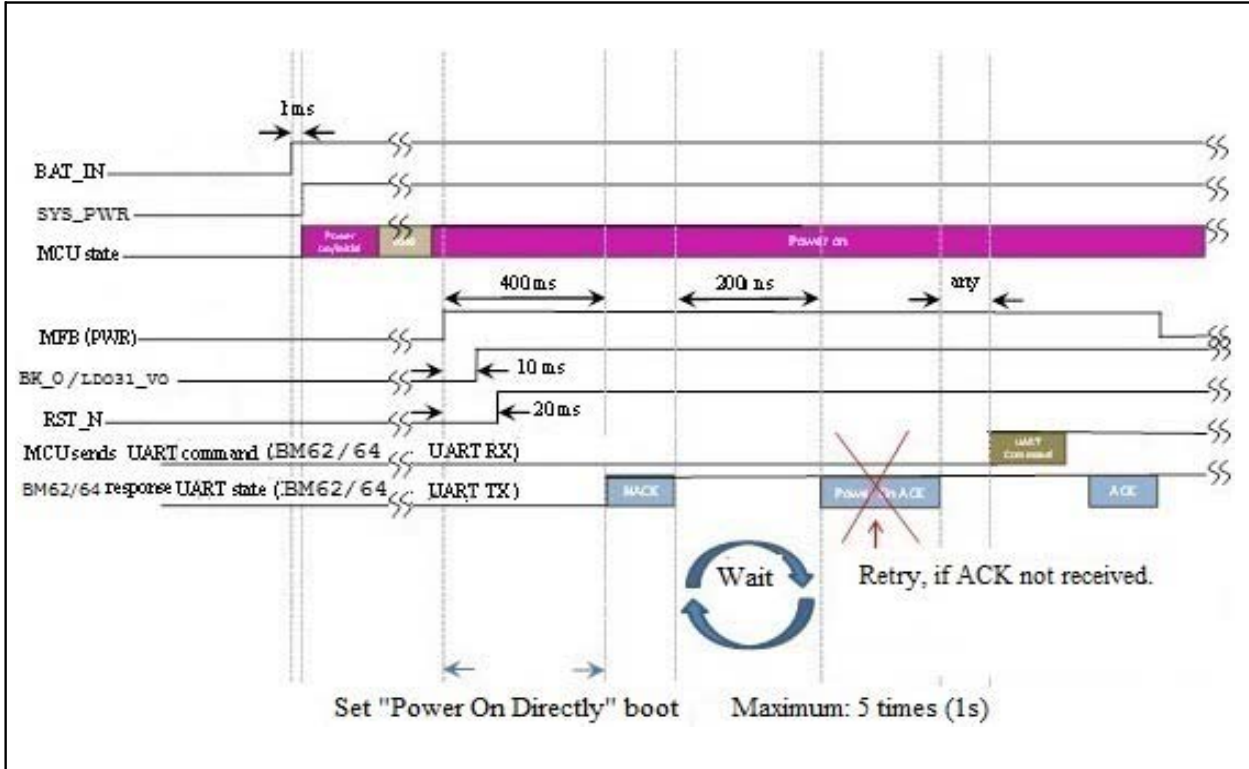 1ms
BAT_IN
SYS_PWR
Power
MCU state
Power on
400ms
200ms
any
MFB (PWR)
BK_O/LDO31_VO
10 ms
RST_N
20ms
MCU sends UART command (BM62/64 UART RX)
UART
Command
BM62/64 response UART state (BM62/64 UART TX)
NACK
Power On ACK
ACK
Wait
Retry, if ACK not received.
Set "Power On Directly" boot
Maximum: 5 times (1s)